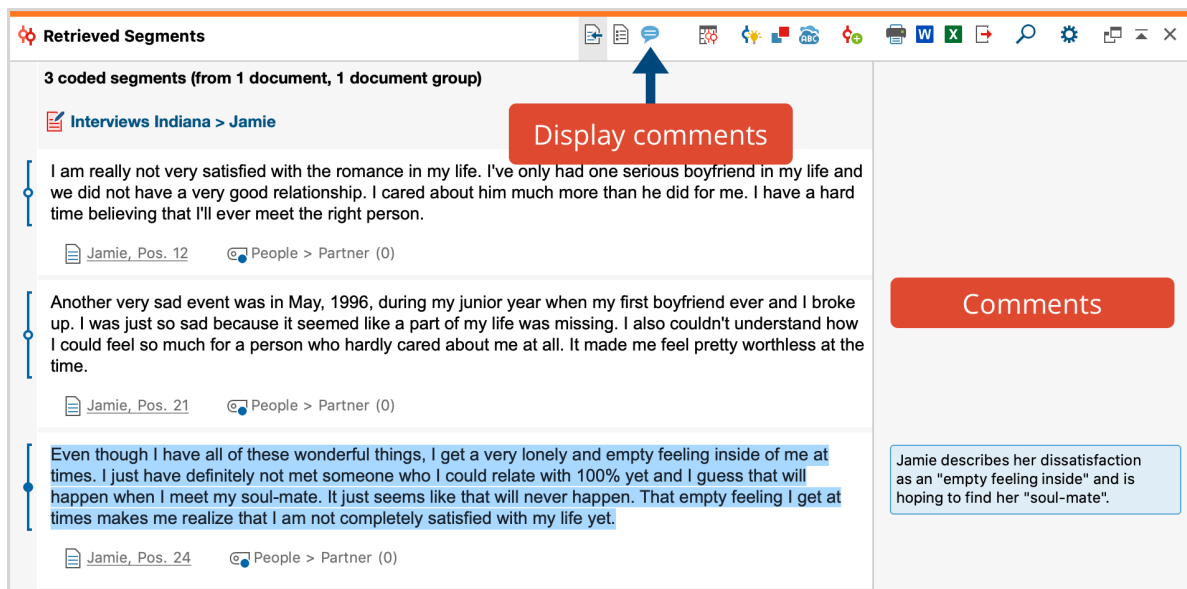 Retrieved Segments
ABC
W
X
3 coded segments (from 1 document, 1 document group)
Interviews Indiana > Jamie
Display comments
I am really not very satisfied with the romance in my life. I've only had one serious boyfriend in my life and
we did not have a very good relationship. I cared about him much more than he did for me. I have a hard
time believing that I'll ever meet the right person.
Jamie, Pos. 12
People > Partner (0)
Another very sad event was in May, 1996, during my junior year when my first boyfriend ever and I broke
up. I was just so sad because it seemed like a part of my life was missing. I also couldn't understand how
I could feel so much for a person who hardly cared about me at all. It made me feel pretty worthless at the
time.
Comments
Jamie, Pos. 21
People > Partner (0)
Even though I have all of these wonderful things, I get a very lonely and empty feeling inside of me at
times. I just have definitely not met someone who I could relate with 100% yet and I guess that will
happen when I meet my soul-mate. It just seems like that will never happen. That empty feeling I get at
times makes me realize that I am not completely satisfied with my life yet.
Jamie describes her dissatisfaction
as an "empty feeling inside" and is
hoping to find her "soul-mate".
Jamie, Pos. 24
People > Partner (0)